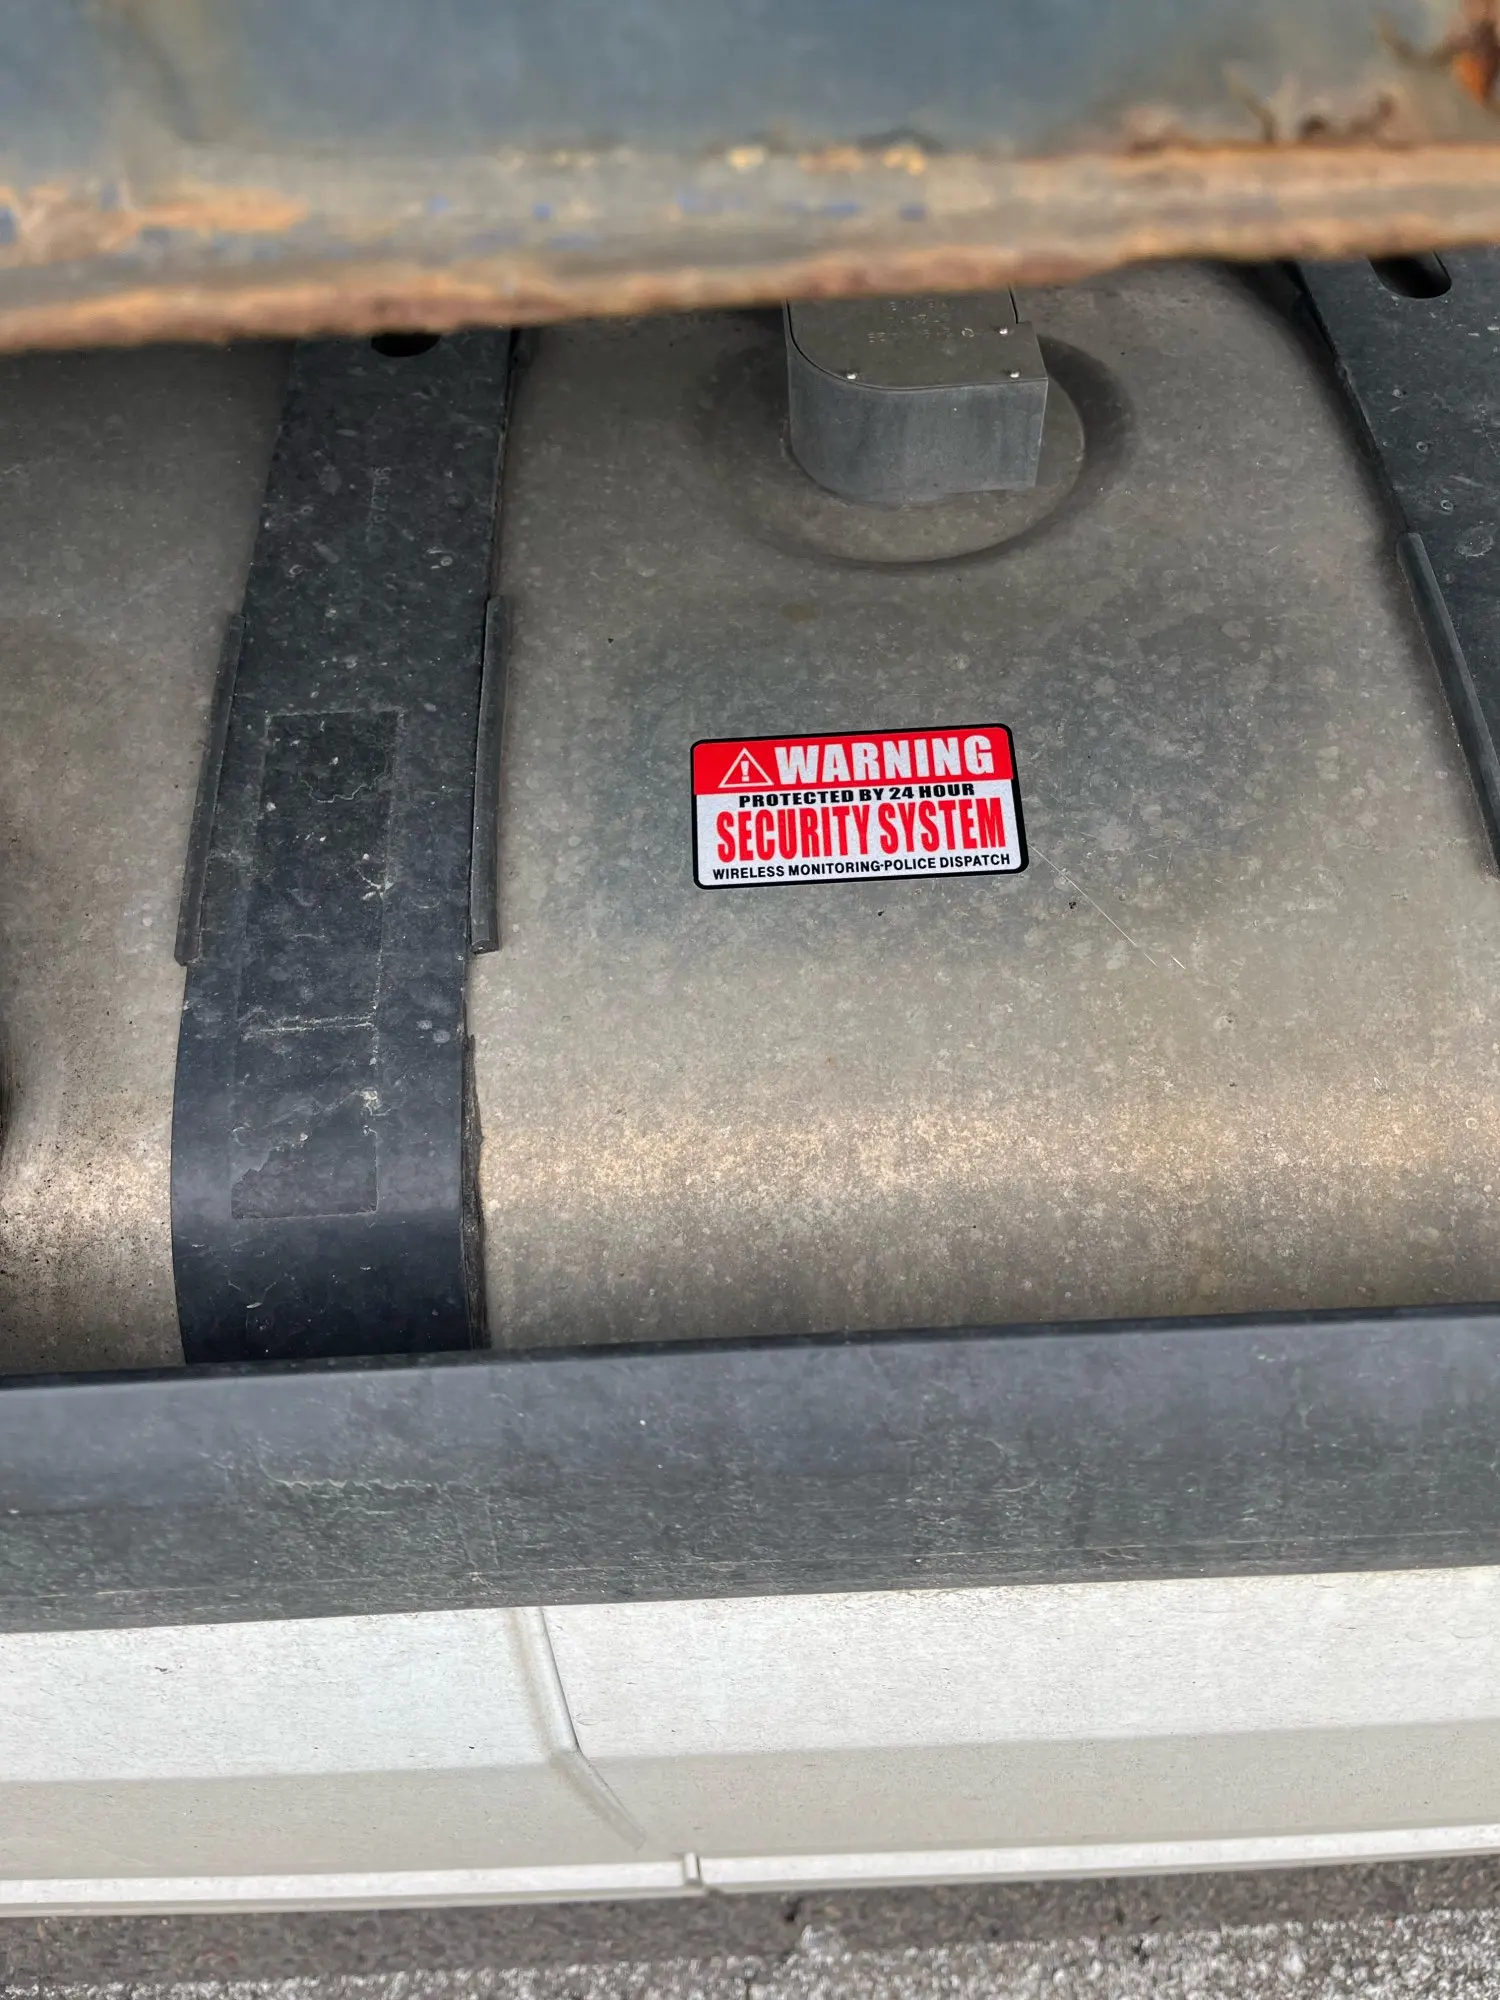 WARNING
PROTECTED BY 24 HOUR
SECURITY SYSTEM
WIRELESS MONITORING-POLICE DISPATCH